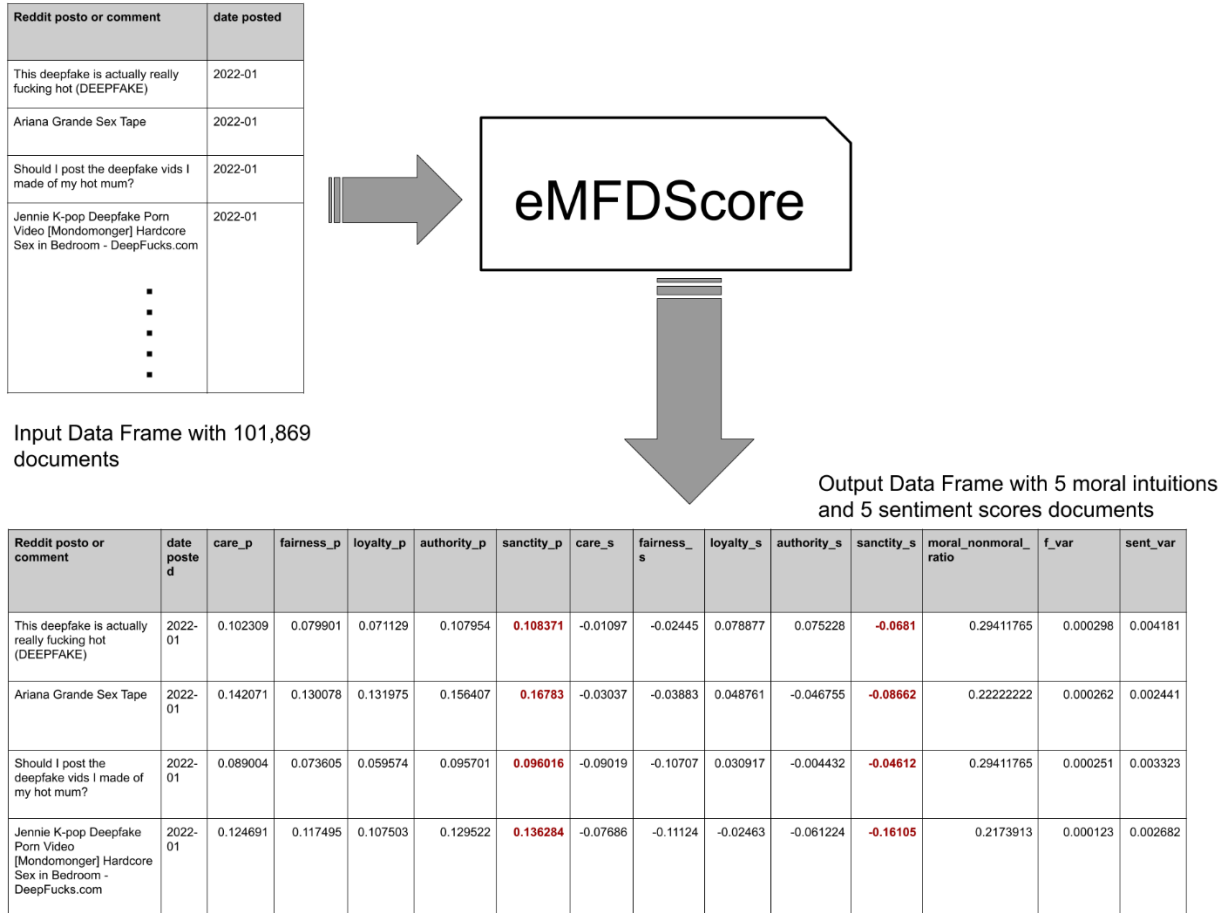 Reddit posto or comment
date posted
This deepfake is actually really
fucking hot (DEEPFAKE)
2022-01
Ariana Grande Sex Tape
2022-01
Should I post the deepfake vids I
made of my hot mum?
2022-01
Jennie K-pop Deepfake Porn
Video [Mondomonger] Hardcore
Sex in Bedroom - DeepFucks.com
2022-01
eMFDScore
Input Data Frame with 101,869
documents
Output Data Frame with 5 moral intuitions
and 5 sentiment scores documents
Reddit posto or
comment
date
poste
d
care_p
fairness_p
loyalty_p
authority_p
sanctity_p
care_s
fairness_
s
loyalty_s
authority_s
sanctity_s
moral_nonmoral_
ratio
f_var
sent_var
This deepfake is actually
really fucking hot
(DEEPFAKE)
2022-
01
0.102309
0.079901
0.071129
0.107954
0.108371
-0.01097
-0.02445
0.078877
0.075228
-0.0681
0.29411765
0.000298
0.004181
Ariana Grande Sex Tape
2022-
01
0.142071
0.130078
0.131975
0.156407
0.16783
-0.03037
-0.03883
0.048761
-0.046755
-0.08662
0.22222222
0.000262
0.002441
Should I post the
deepfake vids I made of
my hot mum?
2022-
01
0.089004
0.073605
0.059574
0.095701
0.096016
-0.09019
-0.10707
0.030917
-0.004432
-0.04612
0.29411765
0.000251
0.003323
Jennie K-pop Deepfake
Porn Video
[Mondomonger] Hardcore
Sex in Bedroom -
DeepFucks.com
2022-
01
0.124691
0.117495
0.107503
0.129522
0.136284
-0.07686
-0.11124
-0.02463
-0.061224
-0.16105
0.2173913
0.000123
0.002682